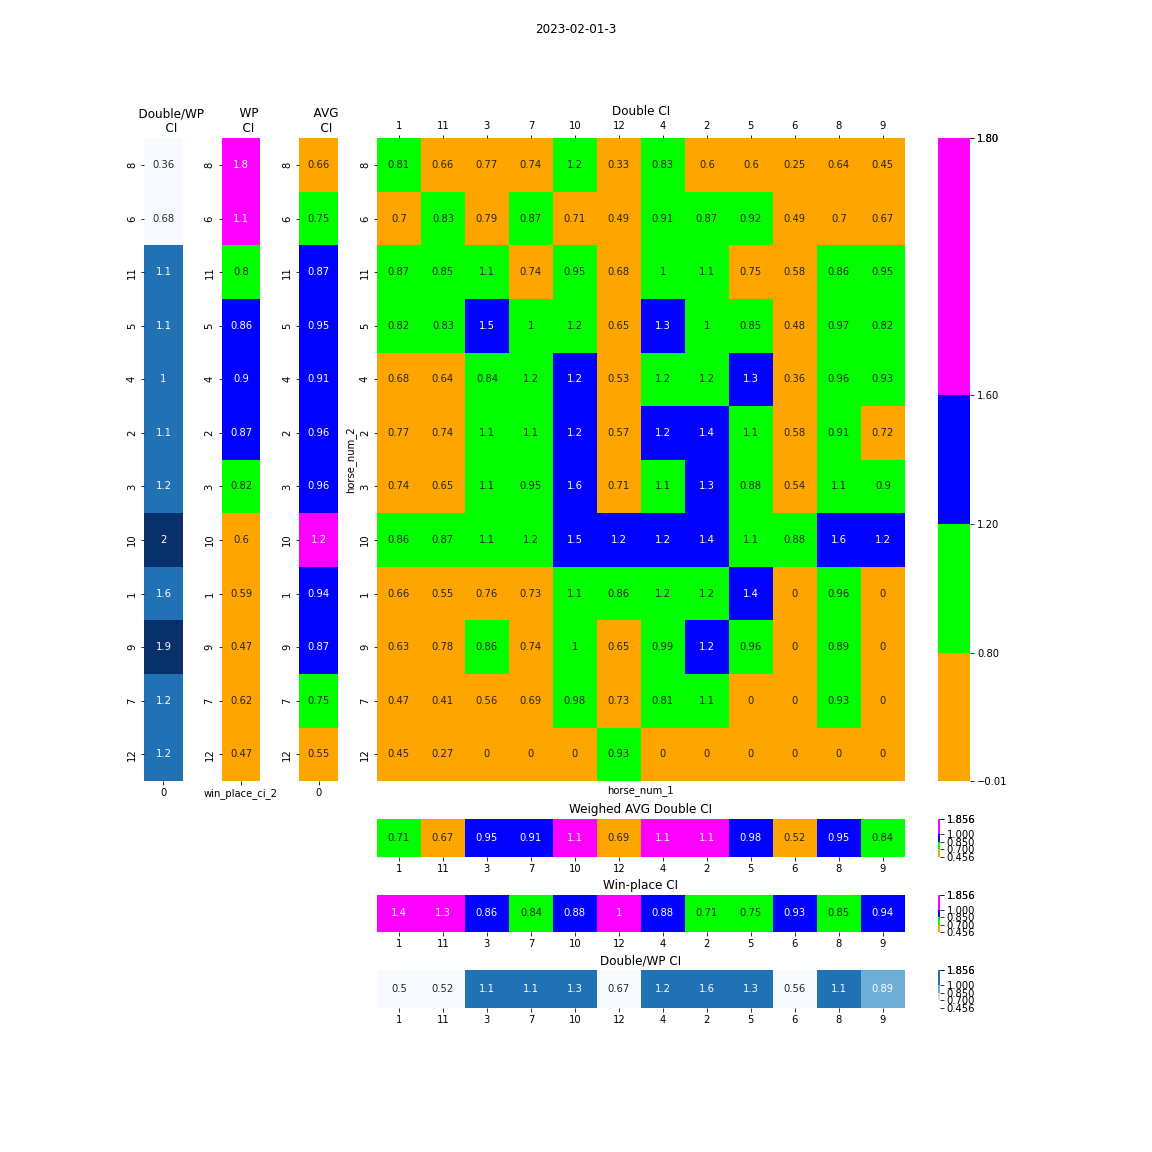 2023-02-01-3
Double/WP CI
WP CI
AVG CI
Double CI
1 11 3 7 10 12 4 2 5 6 8 9
8 0.36 8 1.8 8 0.66 8 0.81 0.66 0.77 0.74 1.2 0.33 0.83 0.6 0.6 0.25 0.64 0.45
6 0.68 6 1.1 6 0.75 6 0.7 0.83 0.79 0.87 0.71 0.49 0.91 0.87 0.92 0.49 0.7 0.67
11 1.1 11 0.8 11 0.87 11 0.87 0.85 1.1 0.74 0.95 0.68 1 1.1 0.75 0.58 0.86 0.95
5 1.1 5 0.86 5 0.95 5 0.82 0.83 1.5 1 1.2 0.65 1.3 1 0.85 0.48 0.97 0.82
4 1 4 0.9 4 0.91 4 0.68 0.64 0.84 1.2 1.2 0.53 1.2 1.2 1.3 0.36 0.96 0.93
2 1.1 2 0.87 2 0.96 2 0.77 0.74 1.1 1.1 1.2 0.57 1.2 1.4 1.1 0.58 0.91 0.72
3 1.2 3 0.82 3 0.96 3 0.74 0.65 1.1 0.95 1.6 0.71 1.1 1.3 0.88 0.54 1.1 0.9
10 2 10 0.6 10 1.2 10 0.86 0.87 1.1 1.2 1.5 1.2 1.2 1.4 1.1 0.88 1.6 1.2
1 1.6 1 0.59 1 0.94 1 0.66 0.55 0.76 0.73 1.1 0.86 1.2 1.2 1.4 0 0.96 0
9 1.9 9 0.47 9 0.87 9 0.63 0.78 0.86 0.74 1 0.65 0.99 1.2 0.96 0 0.89 0
7 1.2 7 0.62 7 0.75 7 0.47 0.41 0.56 0.69 0.98 0.73 0.81 1.1 0 0 0.93 0
12 1.2 12 0.47 12 0.55 12 0.45 0.27 0 0 0 0.93 0 0 0 0 0 0
horse_num_2
0 win_place_ci_2 0 horse_num_1
1.80
1.60
1.20
0.80
−0.01
Weighed AVG Double CI
0.71 0.67 0.95 0.91 1.1 0.69 1.1 1.1 0.98 0.52 0.95 0.84
1 11 3 7 10 12 4 2 5 6 8 9
1.856
1.000
0.850
0.700
0.456
Win-place CI
1.4 1.3 0.86 0.84 0.88 1 0.88 0.71 0.75 0.93 0.85 0.94
1 11 3 7 10 12 4 2 5 6 8 9
1.856
1.000
0.850
0.700
0.456
Double/WP CI
0.5 0.52 1.1 1.1 1.3 0.67 1.2 1.6 1.3 0.56 1.1 0.89
1 11 3 7 10 12 4 2 5 6 8 9
1.856
1.000
0.850
0.700
0.456